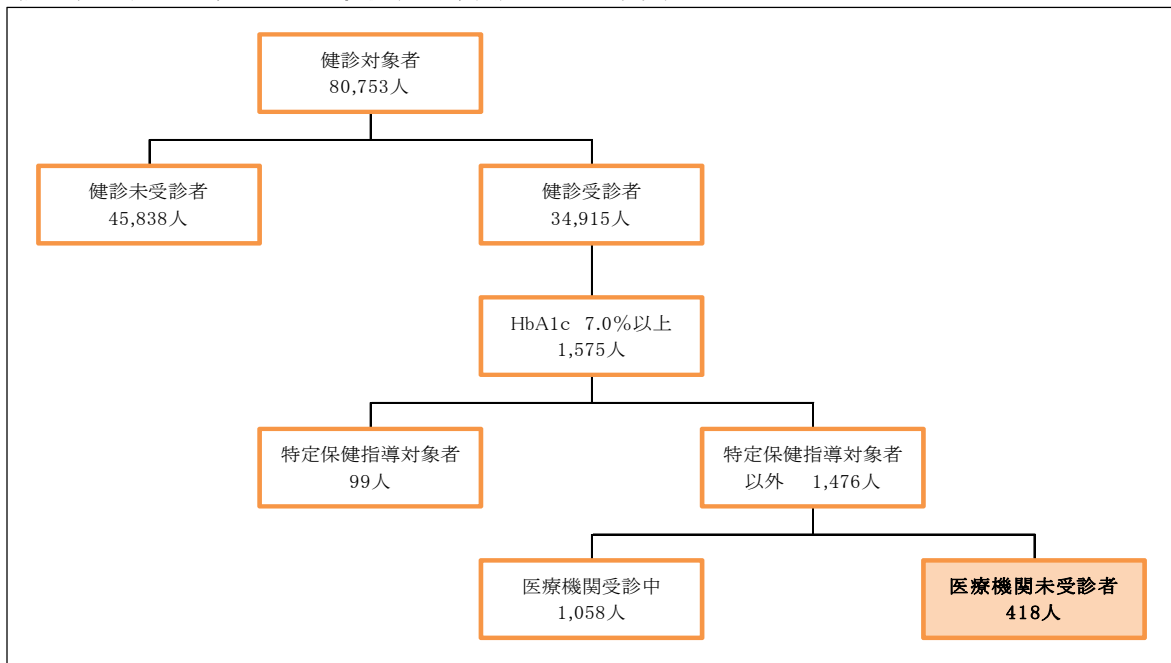 健診対象者
80,753人
健診未受診者
45,838人
健診受診者
34,915人
HbA1c 7.0%以上
1,575人
特定保健指導対象者
99人
特定保健指導対象者
以外 1,476人
医療機関受診中
1,058人
医療機関未受診者
418人